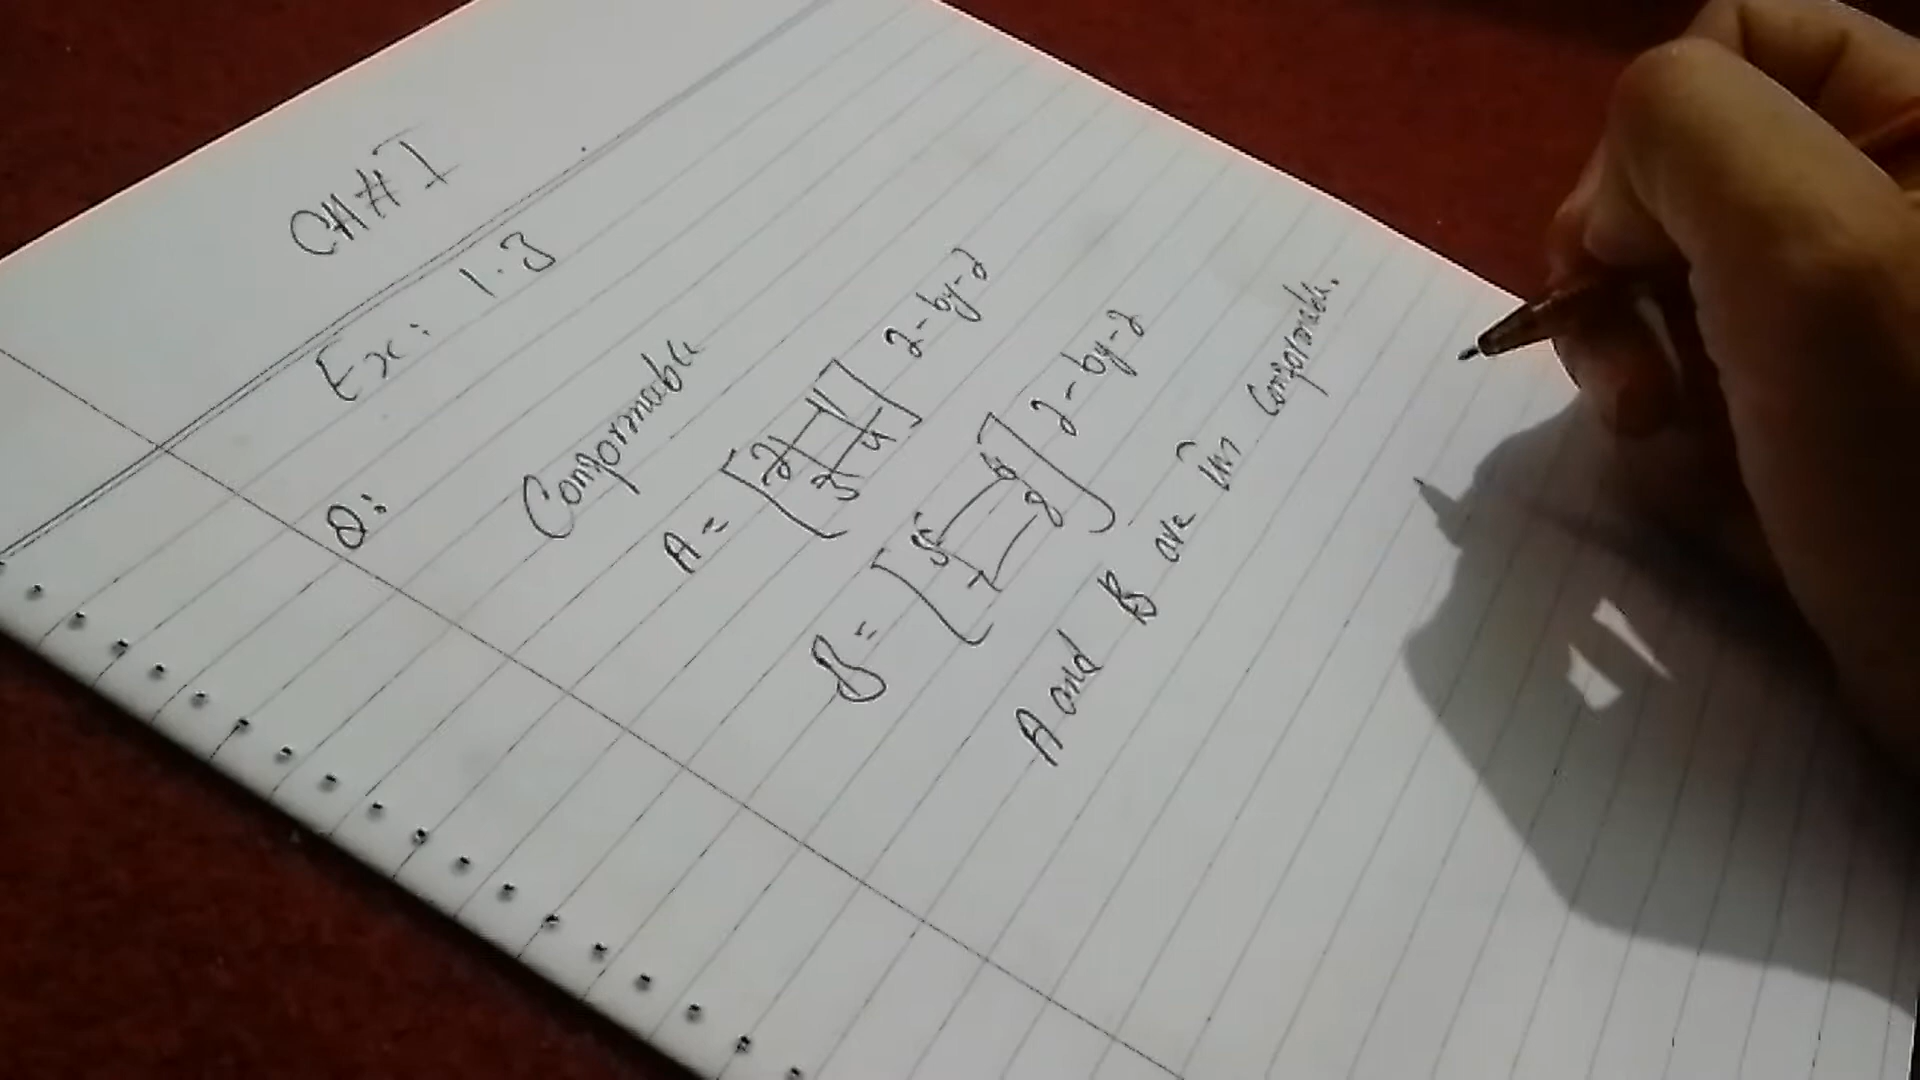 CH#1
Ex: 1.3
Q:
Conformable
A = [2 1
3 4] 2-by-2
B = [5 6
7 8] 2-by-2
A and B are in conformable.